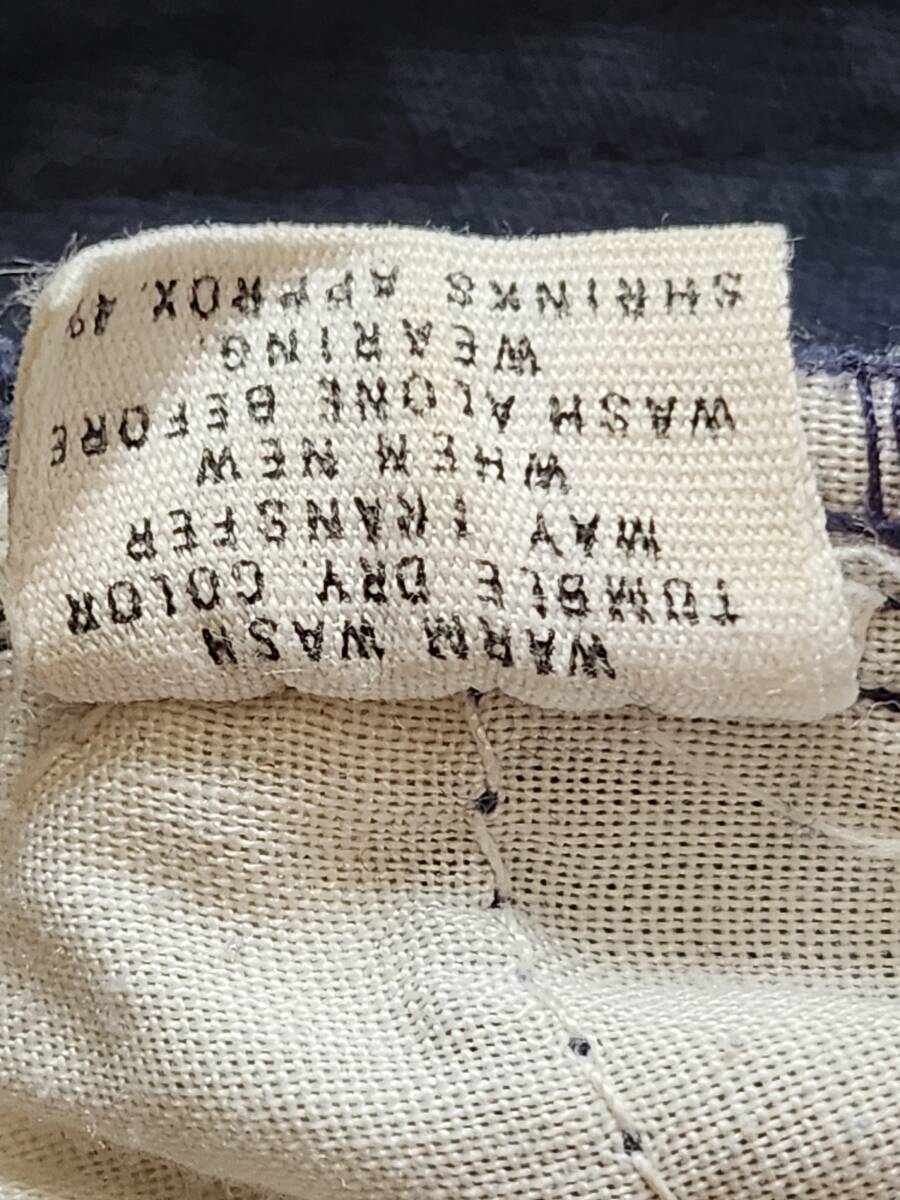 WARM WASH
TUMBLE DRY. COLOR
MAY TRANSFER
WHEN NEW
WASH ALONE BEFORE
WEARING.
SHRINKS APPROX.